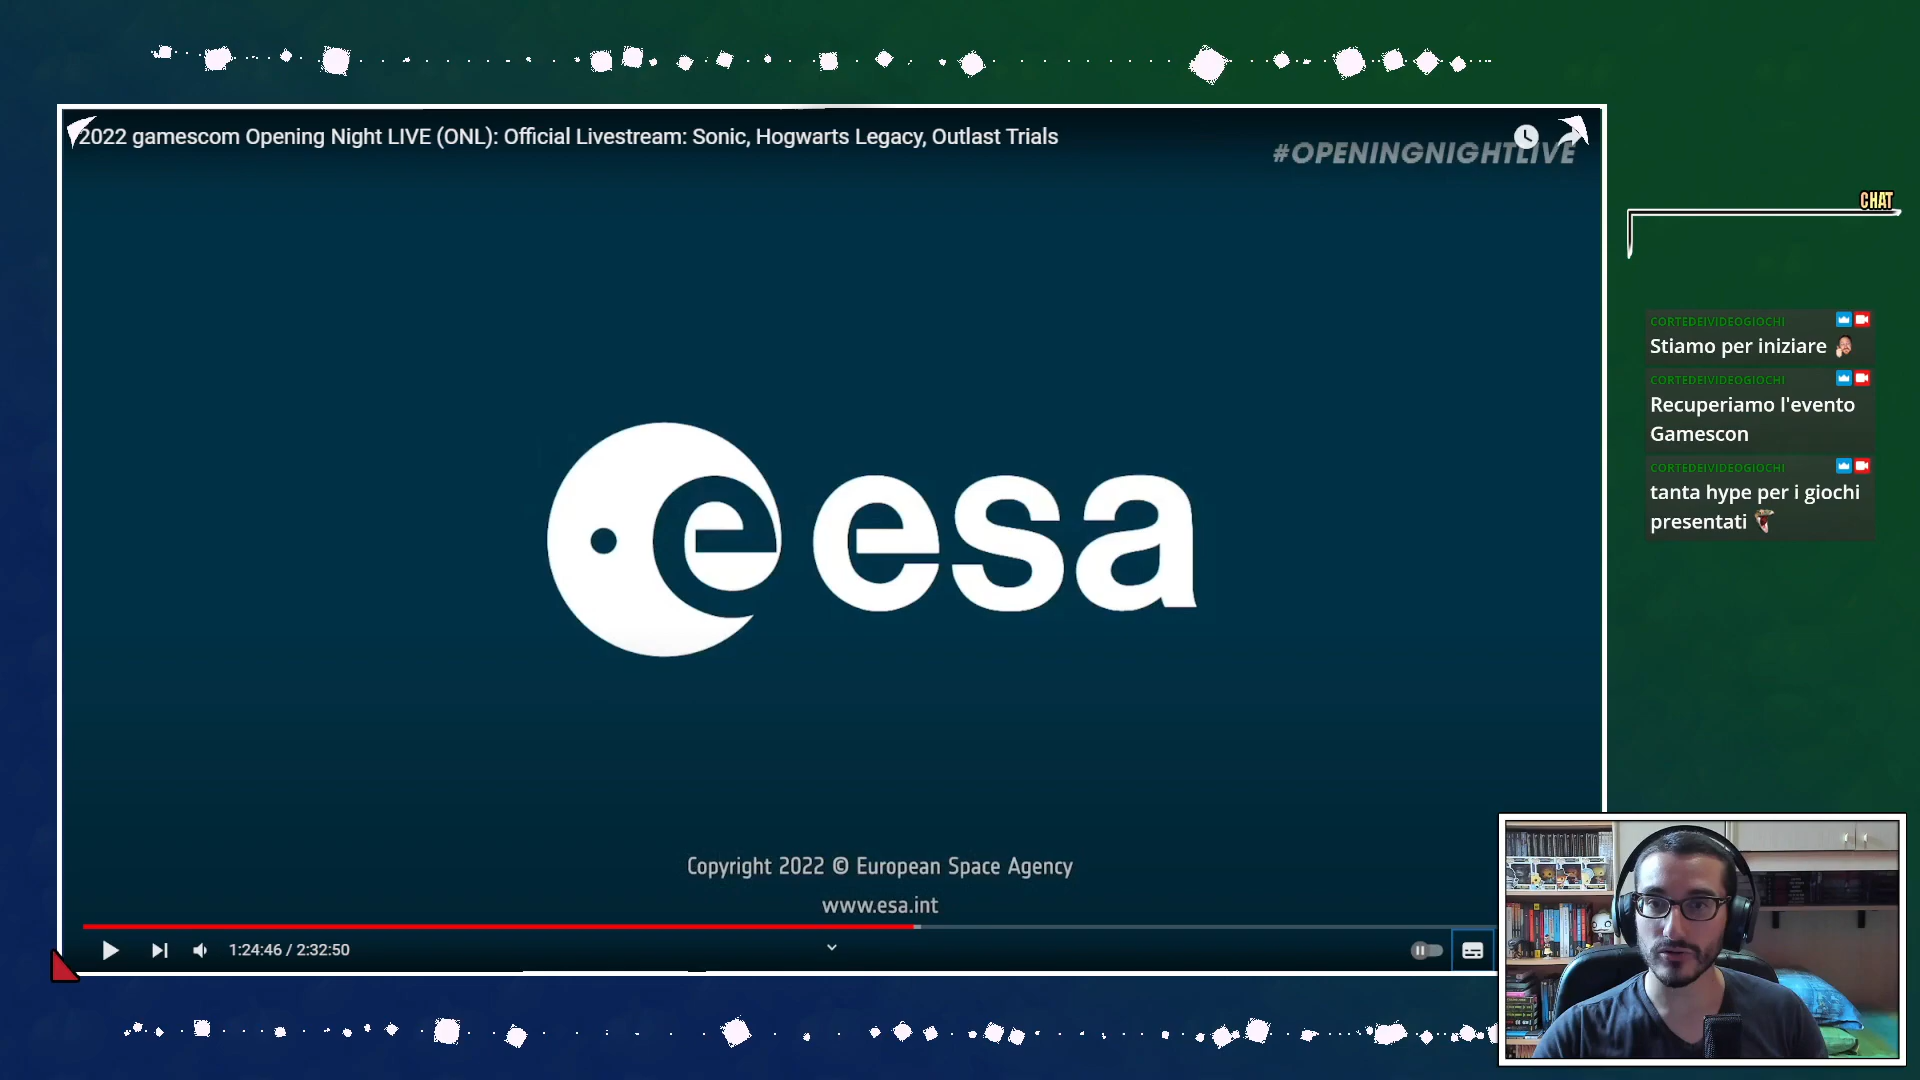 2022 gamescom Opening Night LIVE (ONL): Official Livestream: Sonic, Hogwarts Legacy, Outlast Trials
#OPENINGNIGHTLIVE
CHAT
CORTEDEIVIDEOGIOCHI
Stiamo per iniziare
CORTEDEIVIDEOGIOCHI
Recuperiamo l'evento
Gamescon
CORTEDEIVIDEOGIOCHI
tanta hype per i giochi
presentati
e esa
Copyright 2022 © European Space Agency
www.esa.int
1:24:46 / 2:32:50